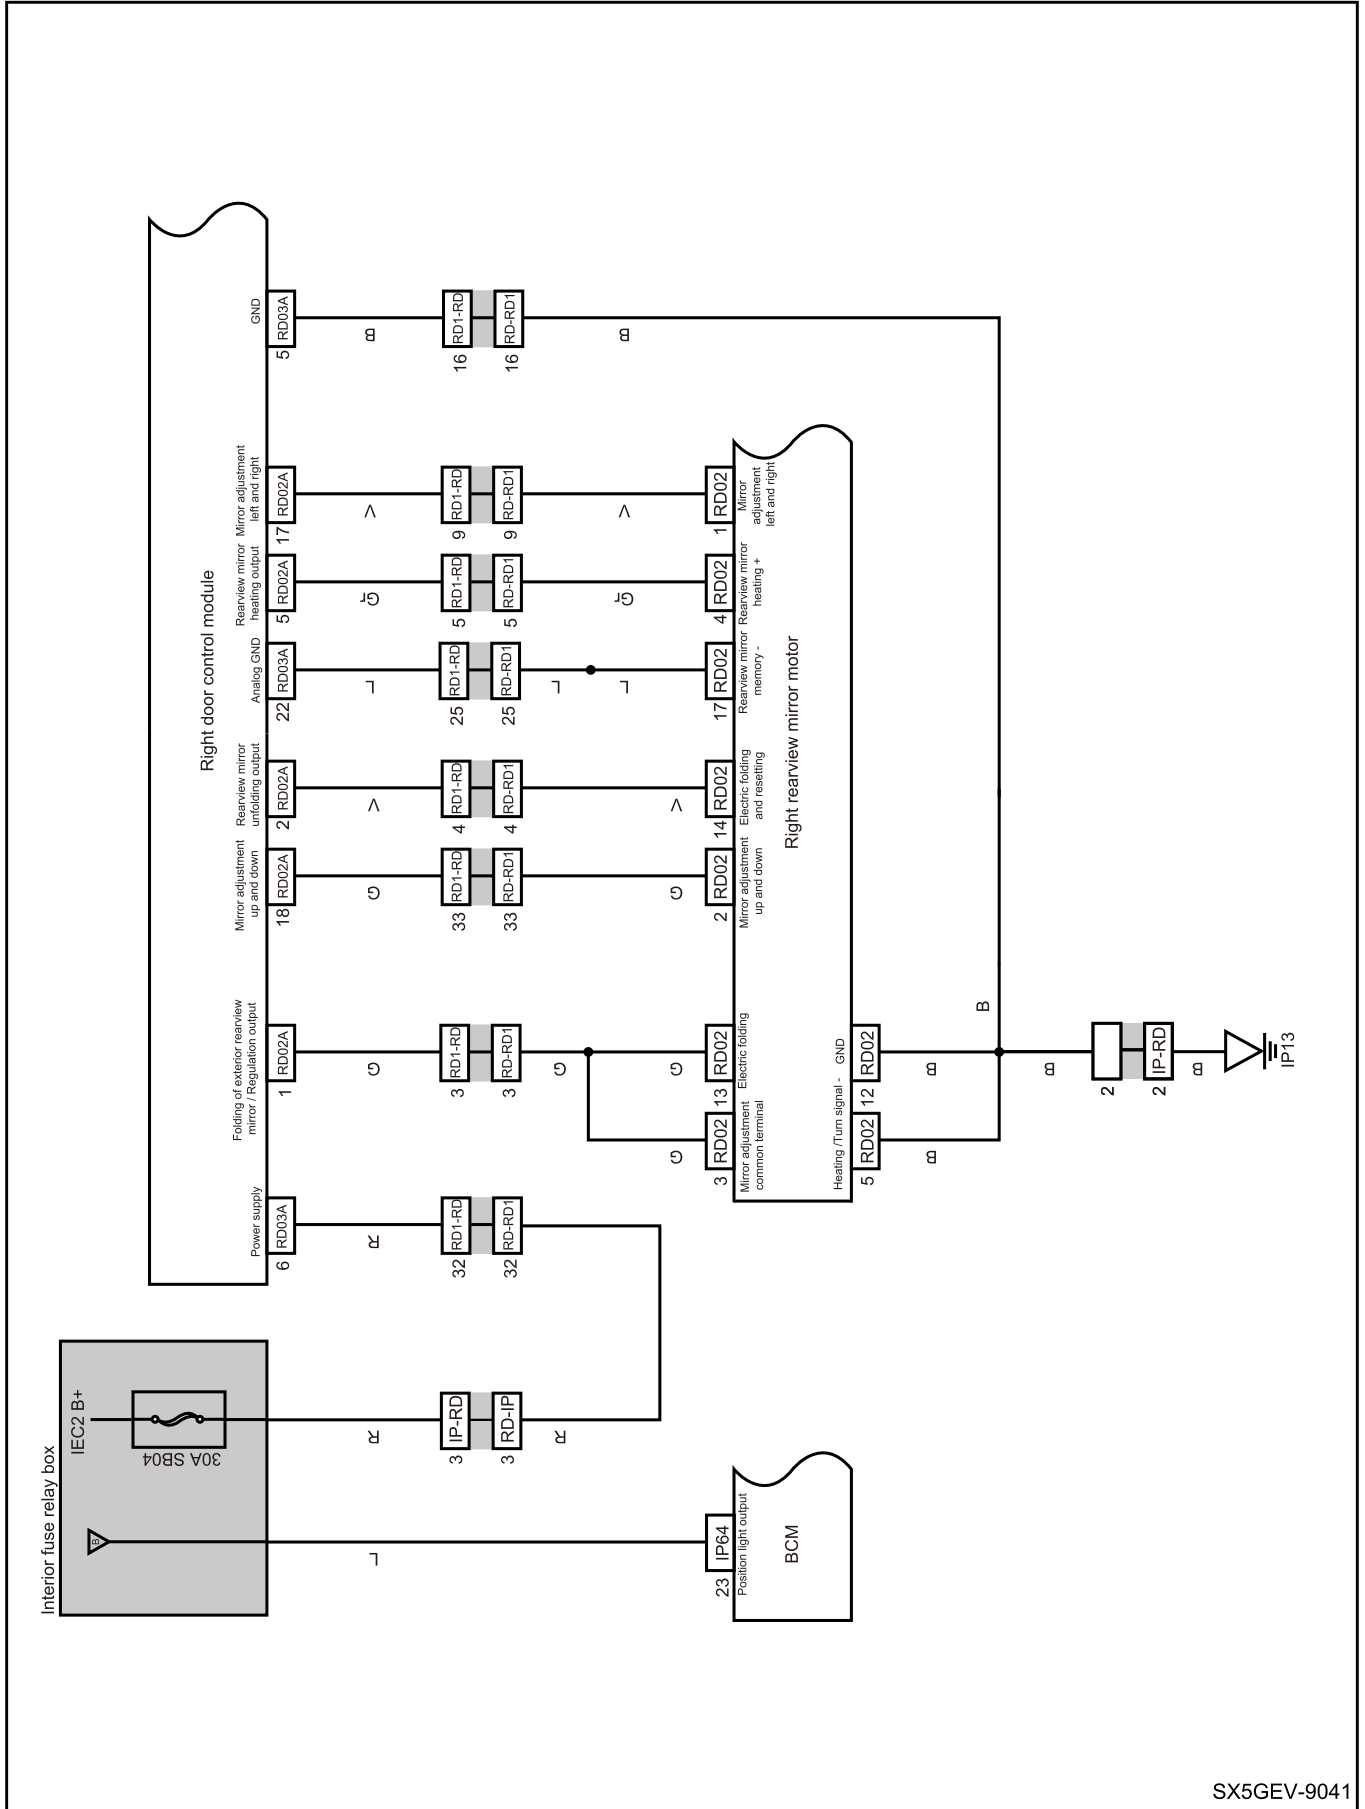 Interior fuse relay box
IEC2 B+
30A SB04
B
L
23
IP64
Position light output
BCM
R
3
IP-RD
3
RD-IP
R
Right door control module
Power supply
6
RD03A
R
32
RD1-RD
32
RD-RD1
Folding of exterior rearview
mirror / Regulation output
1
RD02A
G
3
RD1-RD
3
RD-RD1
G
G
13
RD02
Electric folding
G
3
RD02
Mirror adjustment
common terminal
Mirror adjustment
up and down
18
RD02A
G
33
RD1-RD
33
RD-RD1
G
2
RD02
Mirror adjustment
up and down
Rearview mirror
unfolding output
2
RD02A
V
4
RD1-RD
4
RD-RD1
V
14
RD02
Electric folding
and resetting
Analog GND
22
RD03A
L
25
RD1-RD
25
RD-RD1
L
L
17
RD02
Rearview mirror
memory -
Rearview mirror
heating output
5
RD02A
Gr
5
RD1-RD
5
RD-RD1
Gr
4
RD02
Rearview mirror
heating +
Mirror adjustment
left and right
17
RD02A
V
9
RD1-RD
9
RD-RD1
V
1
RD02
Mirror
adjustment
left and right
GND
5
RD03A
B
16
RD1-RD
16
RD-RD1
B
Right rearview mirror motor
Heating /Turn signal -
5
RD02
B
GND
12
RD02
B
B
B
2
2
IP-RD
B
IP13
SX5GEV-9041